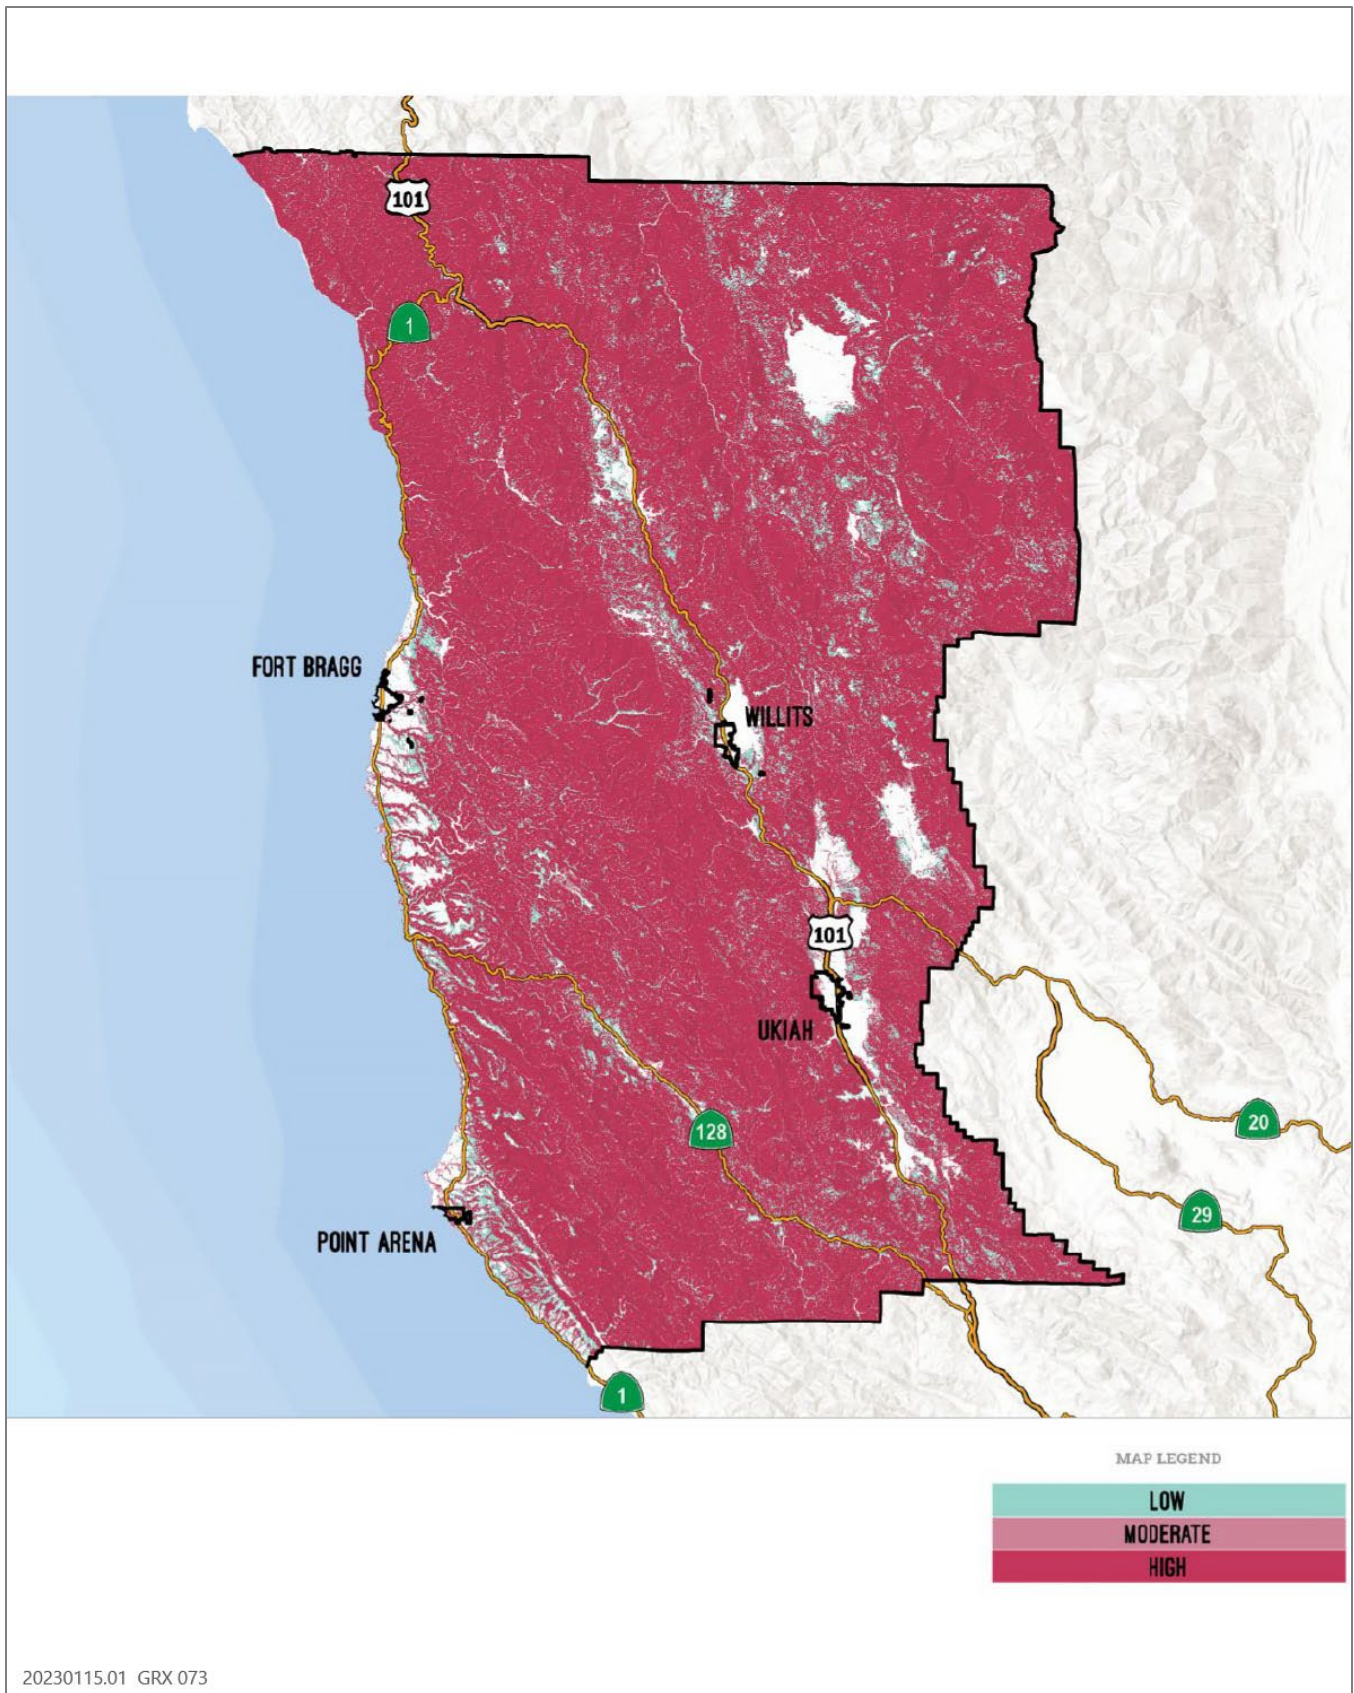 101
1
FORT BRAGG
WILLITS
101
UKIAH
128
20
29
POINT ARENA
1
MAP LEGEND
LOW
MODERATE
HIGH
20230115.01 GRX 073